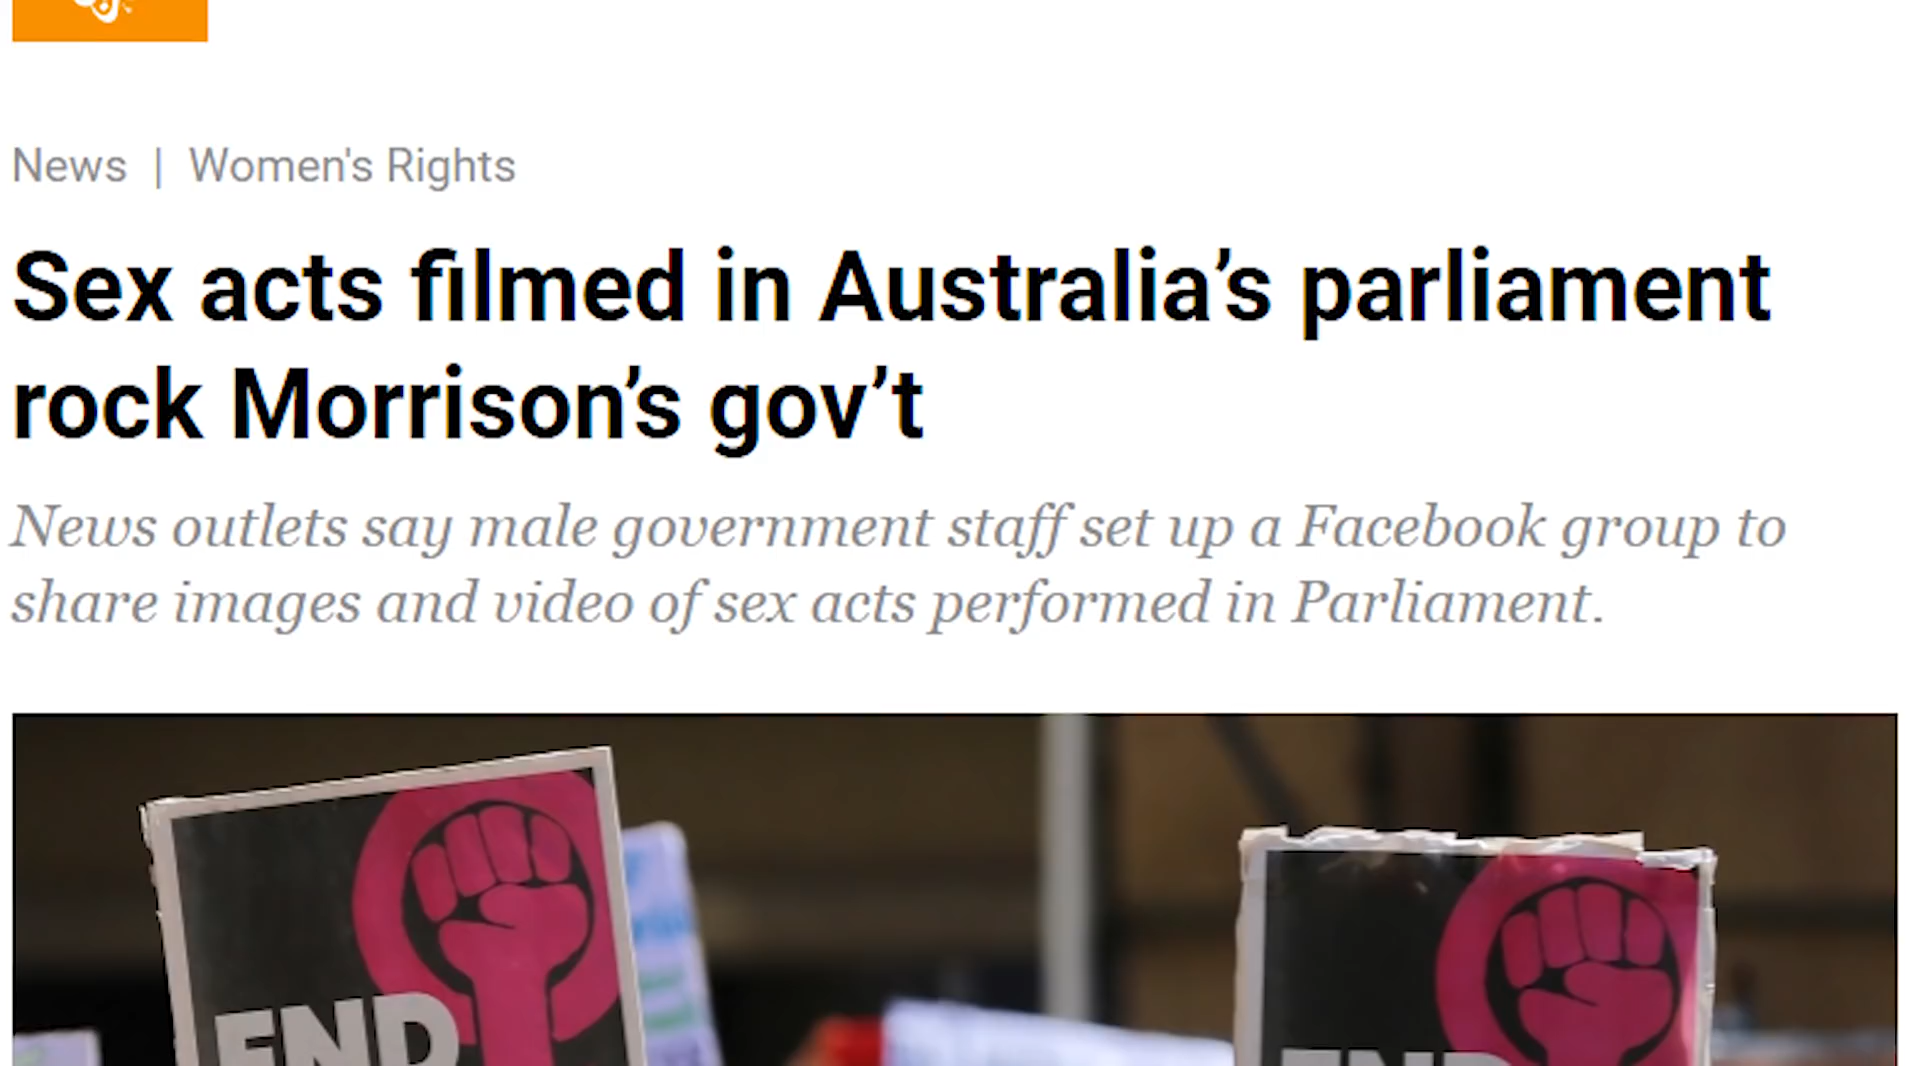 News | Women's Rights
Sex acts filmed in Australia’s parliament
rock Morrison’s gov’t
News outlets say male government staff set up a Facebook group to
share images and video of sex acts performed in Parliament.
END
END